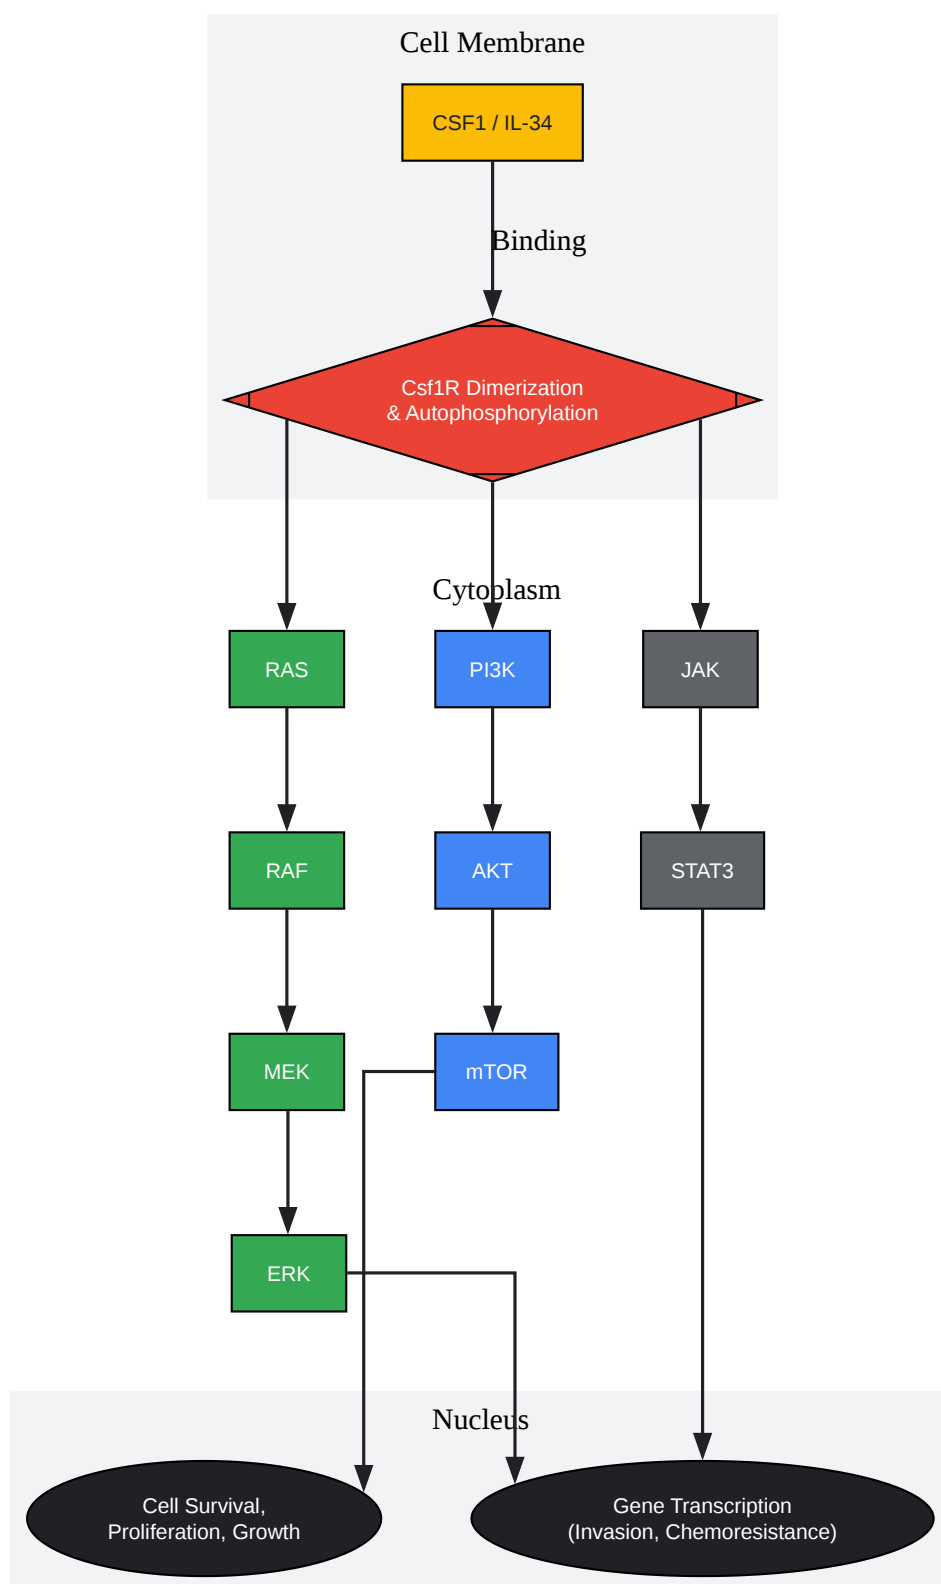 Cell Membrane
CSF1 / IL-34
Binding
Csf1R Dimerization
& Autophosphorylation
Cytoplasm
RAS
PI3K
JAK
RAF
AKT
STAT3
MEK
mTOR
ERK
Nucleus
Cell Survival,
Proliferation, Growth
Gene Transcription
(Invasion, Chemoresistance)